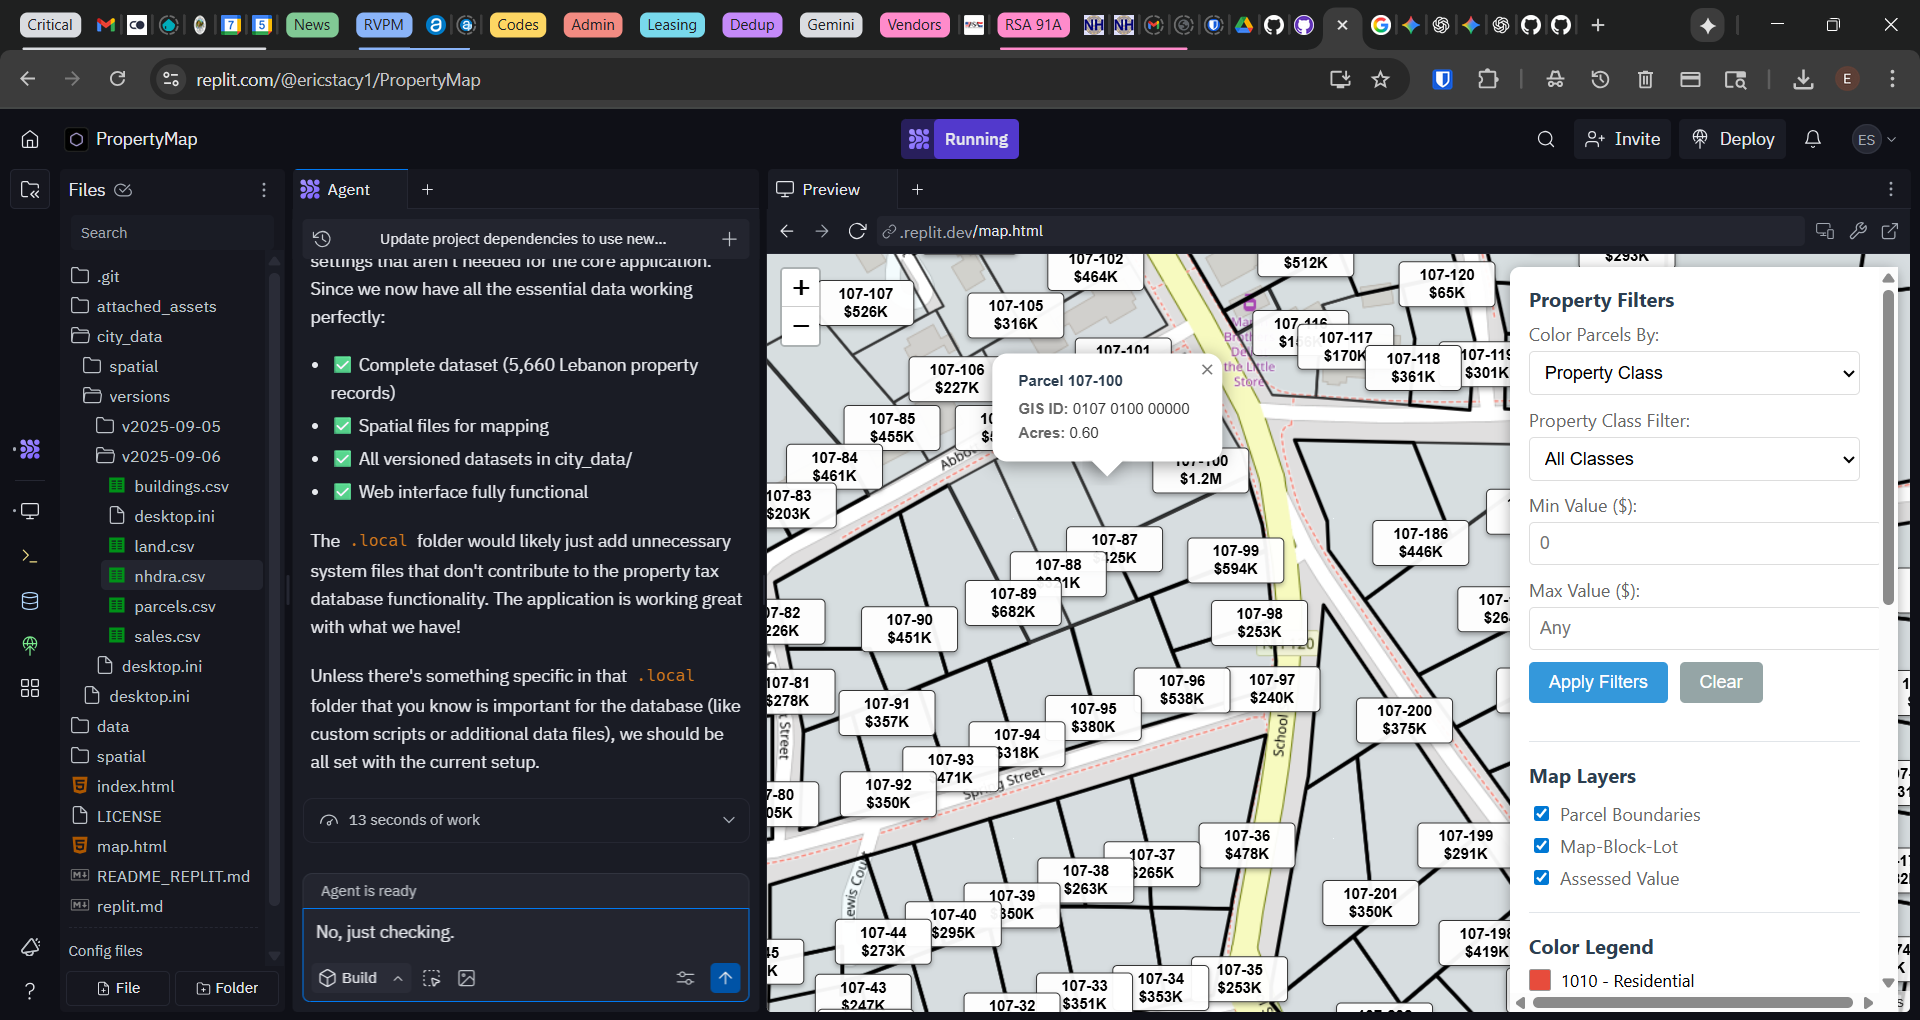 Critical
News
RVPM
Codes
Admin
Leasing
Dedup
Gemini
Vendors
RSA 91A
replit.com/@ericstacy1/PropertyMap
E
PropertyMap
Running
Invite
Deploy
ES
Files
Search
.git
attached_assets
city_data
spatial
versions
v2025-09-05
v2025-09-06
buildings.csv
desktop.ini
land.csv
nhdra.csv
parcels.csv
sales.csv
desktop.ini
desktop.ini
data
spatial
index.html
LICENSE
map.html
README_REPLIT.md
replit.md
Config files
File
Folder
Agent
Update project dependencies to use new...
settings that aren't needed for the core application.
Since we now have all the essential data working
perfectly:
• ✅ Complete dataset (5,660 Lebanon property
records)
• ✅ Spatial files for mapping
• ✅ All versioned datasets in city_data/
• ✅ Web interface fully functional
The .local folder would likely just add unnecessary
system files that don't contribute to the property tax
database functionality. The application is working great
with what we have!
Unless there's something specific in that .local
folder that you know is important for the database (like
custom scripts or additional data files), we should be
all set with the current setup.
13 seconds of work
Agent is ready
No, just checking.
Build
Preview
.replit.dev/map.html
+
−
107-102
$464K
$512K
107-120
$65K
$293K
107-107
$526K
107-105
$316K
107-116
107-117
$170K
107-118
$361K
107-119
$301K
107-101
107-106
$227K
Parcel 107-100
GIS ID: 0107 0100 00000
Acres: 0.60
107-85
$455K
107-84
$461K
107-100
$1.2M
107-83
$203K
107-186
$446K
107-87
$425K
107-99
$594K
107-88
107-89
$682K
107-82
226K
107-90
$451K
107-98
$253K
107-81
$278K
107-96
$538K
107-97
$240K
107-91
$357K
107-95
$380K
107-200
$375K
107-94
$318K
107-93
471K
Street
School
Spring Street
107-92
$350K
7-80
05K
107-36
$478K
107-199
$291K
107-37
$265K
107-38
$263K
107-39
350K
107-201
$350K
107-40
$295K
107-44
$273K
107-198
$419K
107-35
$253K
107-34
$353K
107-33
$351K
107-43
$247K
107-32
Lewis Court
Property Filters
Color Parcels By:
Property Class
Property Class Filter:
All Classes
Min Value ($):
0
Max Value ($):
Any
Apply Filters
Clear
Map Layers
Parcel Boundaries
Map-Block-Lot
Assessed Value
Color Legend
1010 - Residential